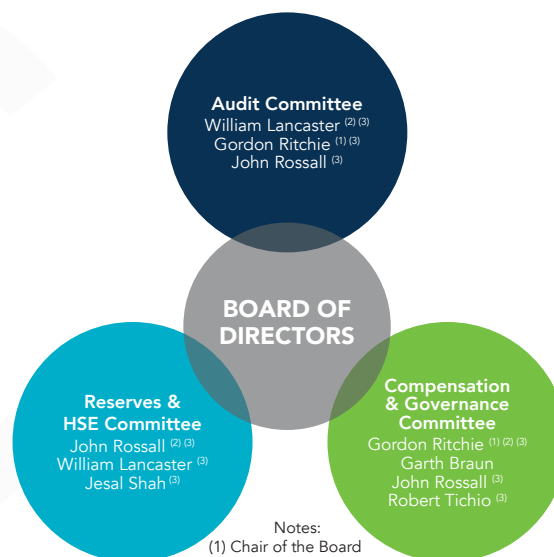 Audit Committee
William Lancaster (2) (3)
Gordon Ritchie (1) (3)
John Rossall (3)
BOARD OF
DIRECTORS
Reserves &
HSE Committee
John Rossall (2) (3)
William Lancaster (3)
Jesal Shah (3)
Compensation
& Governance
Committee
Gordon Ritchie (1) (2) (3)
Garth Braun
John Rossall (3)
Robert Tichio (3)
Notes:
(1) Chair of the Board